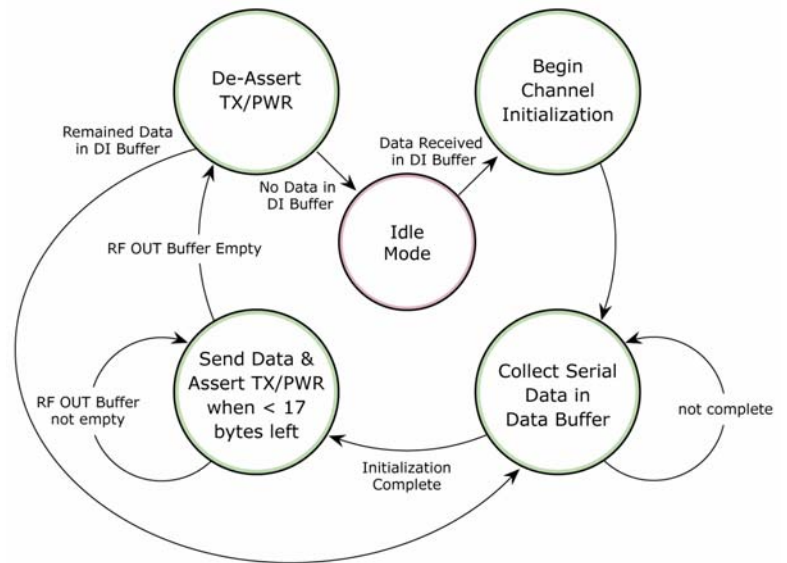 De-Assert
TX/PWR
Begin
Channel
Initialization
Remained Data
in DI Buffer
Data Received
in DI Buffer
No Data in
DI Buffer
Idle
Mode
RF OUT Buffer Empty
Send Data &
Assert TX/PWR
when < 17
bytes left
Collect Serial
Data in
Data Buffer
RF OUT Buffer
not empty
not complete
Initialization
Complete